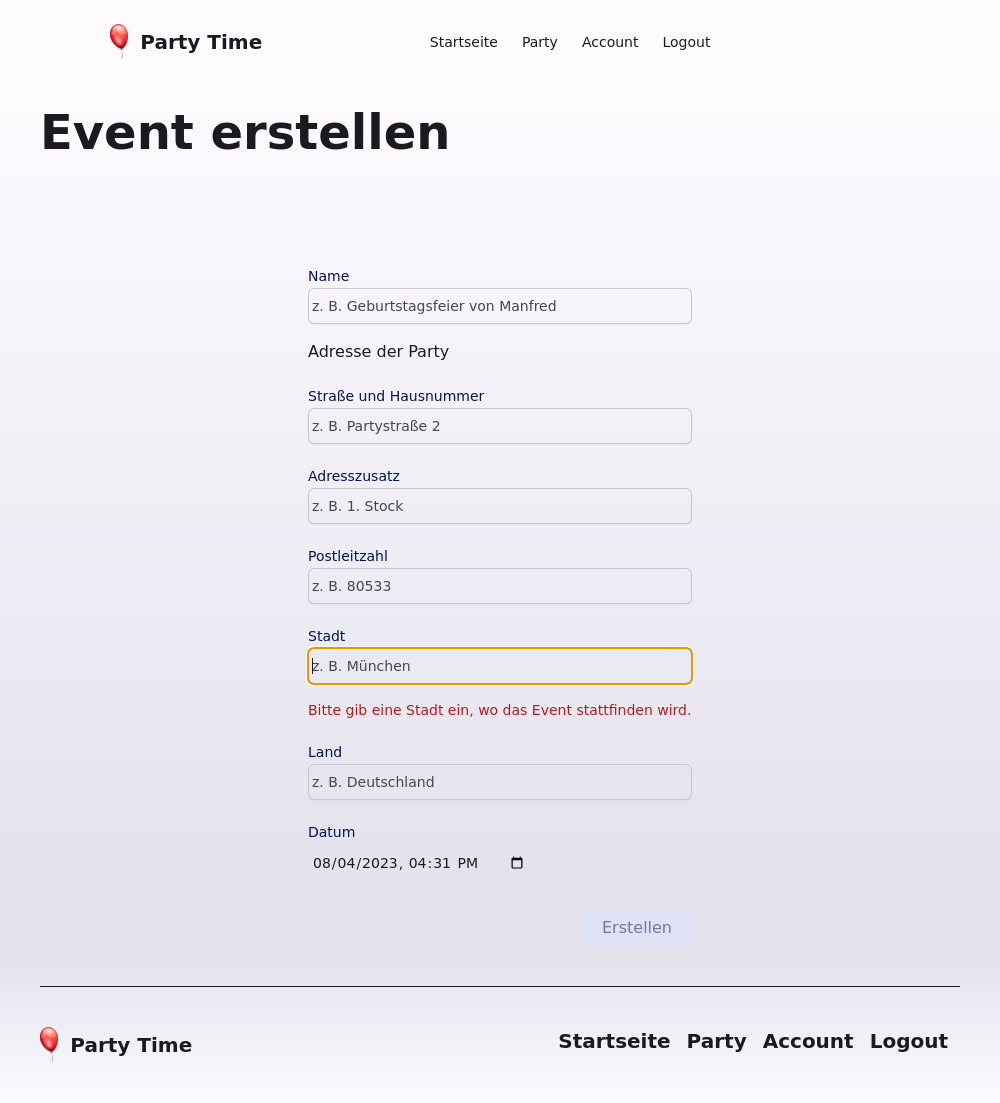 Party Time
Startseite Party Account Logout
Event erstellen
Name
z. B. Geburtstagsfeier von Manfred
Adresse der Party
Straße und Hausnummer
z. B. Partystraße 2
Adresszusatz
z. B. 1. Stock
Postleitzahl
z. B. 80533
Stadt
z. B. München
Bitte gib eine Stadt ein, wo das Event stattfinden wird.
Land
z. B. Deutschland
Datum
08/04/2023, 04:31 PM
Erstellen
Party Time
Startseite Party Account Logout